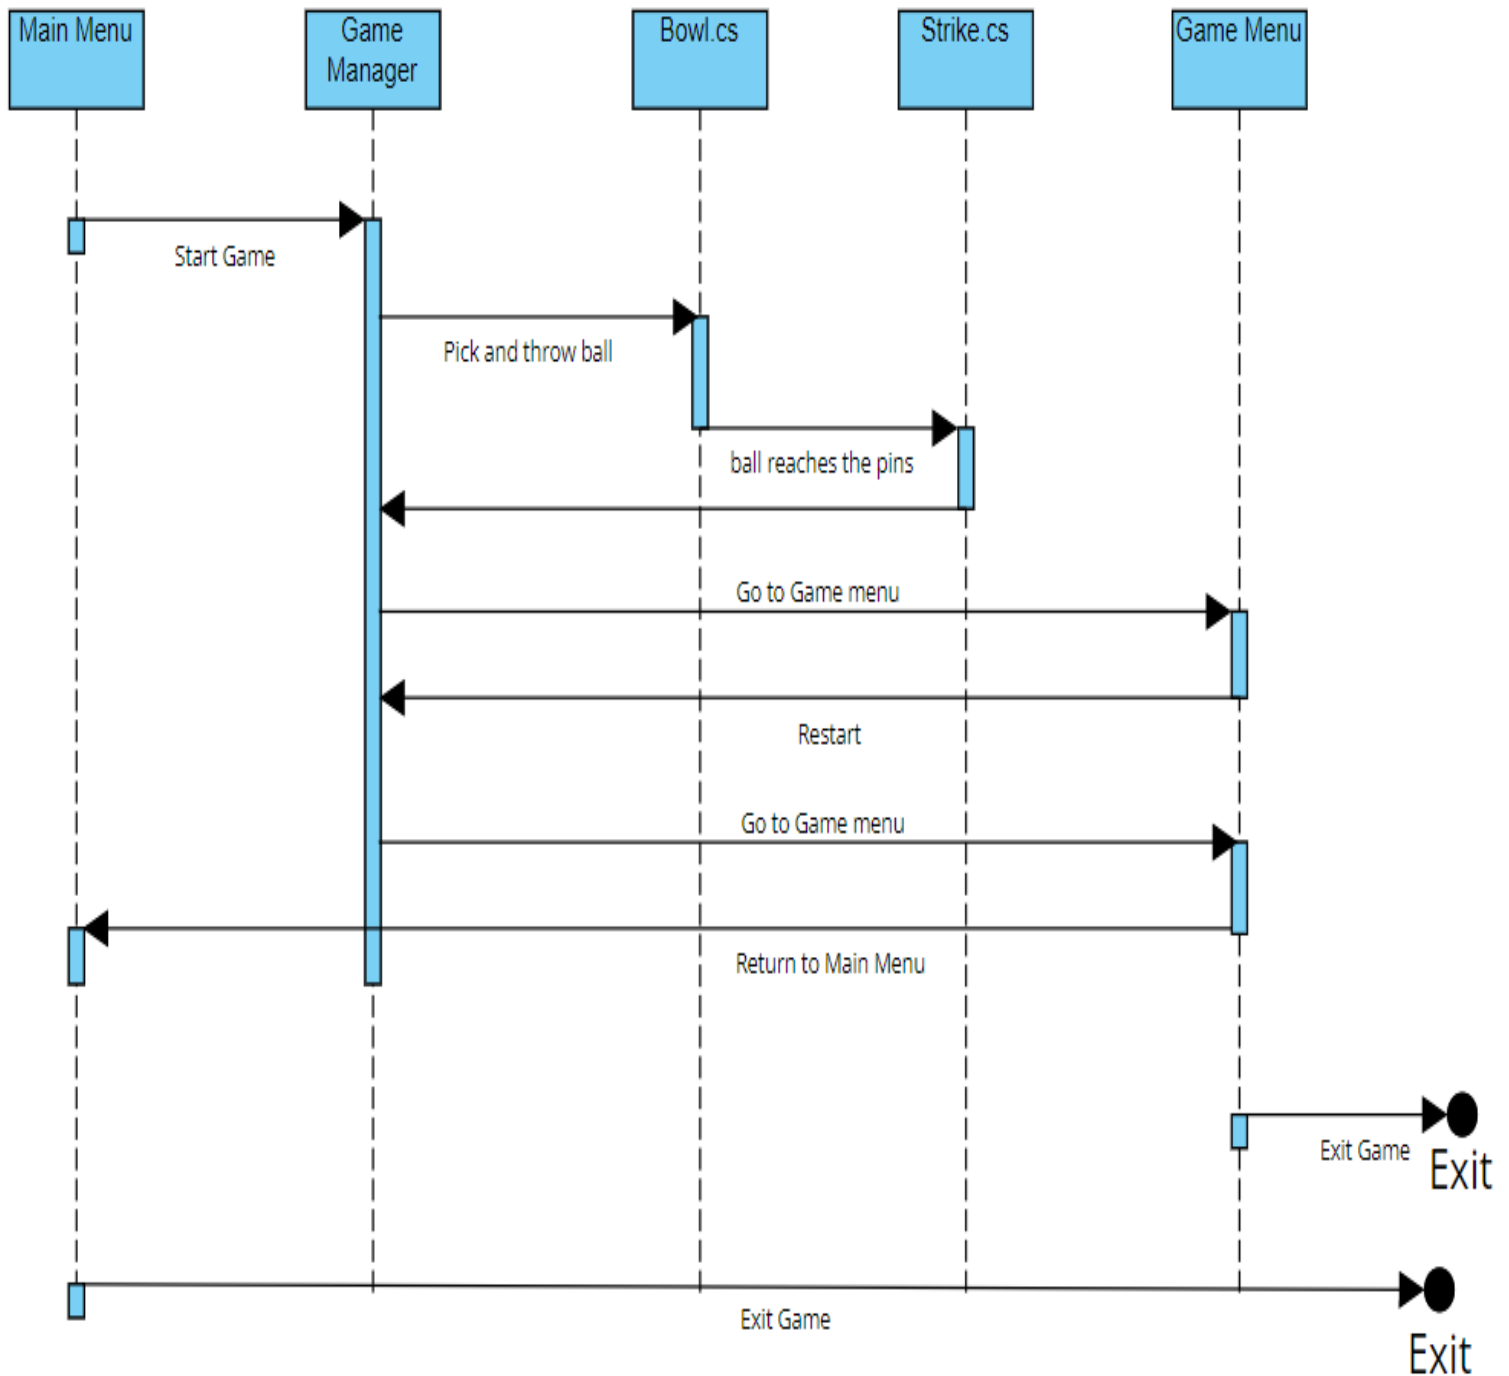 Main Menu
Game
Manager
Bowl.cs
Strike.cs
Game Menu
Start Game
Pick and throw ball
ball reaches the pins
Go to Game menu
Restart
Go to Game menu
Return to Main Menu
Exit Game
Exit
Exit Game
Exit